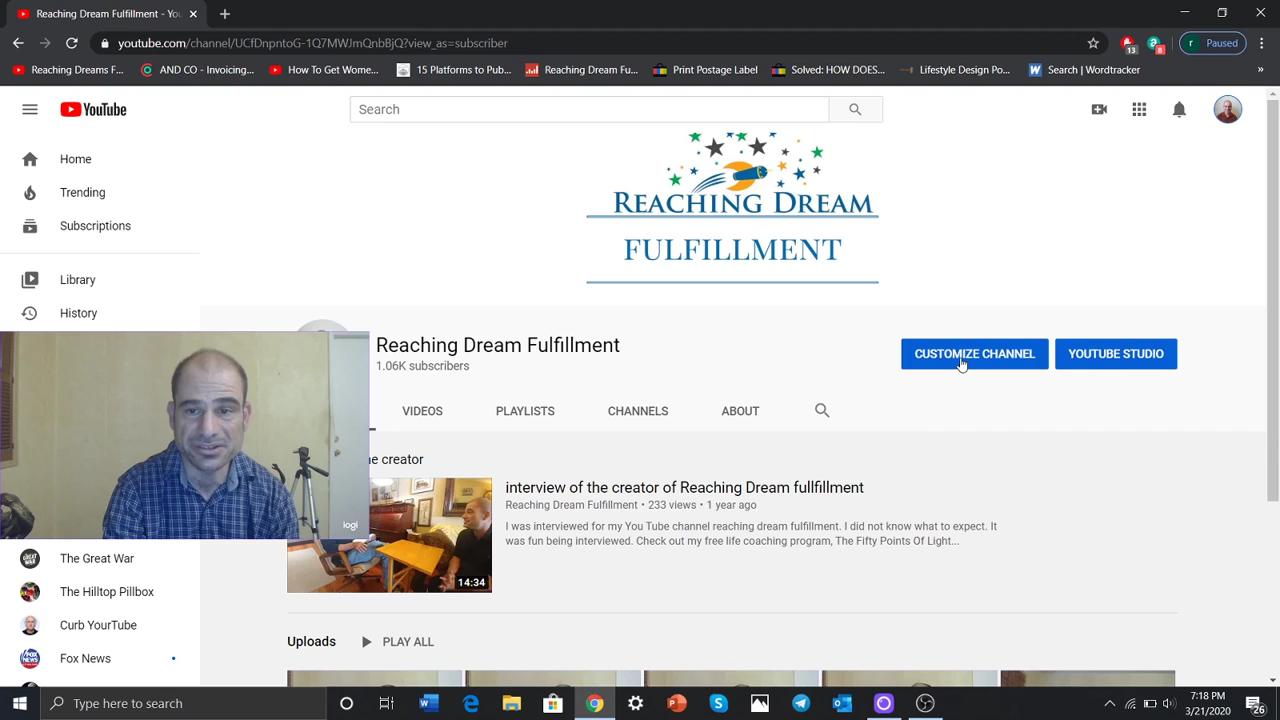 Reaching Dream Fulfillment - You
youtube.com/channel/UCfDnpntoG-1Q7MWJmQnbBjQ?view_as=subscriber
13
8
r
Paused
Reaching Dreams F...
AND CO - Invoicing...
How To Get Wome...
15 Platforms to Pub...
Reaching Dream Fu...
Print Postage Label
Solved: HOW DOES...
Lifestyle Design Po...
Search | Wordtracker
»
YouTube
Search
Home
Trending
Subscriptions
Library
History
REACHING DREAM
FULFILLMENT
Reaching Dream Fulfillment
1.06K subscribers
CUSTOMIZE CHANNEL
YOUTUBE STUDIO
VIDEOS
PLAYLISTS
CHANNELS
ABOUT
he creator
interview of the creator of Reaching Dream fullfillment
Reaching Dream Fulfillment • 233 views • 1 year ago
I was interviewed for my You Tube channel reaching dream fulfillment. I did not know what to expect. It
was fun being interviewed. Check out my free life coaching program, The Fifty Points Of Light...
14:34
logi
The Great War
The Hilltop Pillbox
Curb YourTube
Fox News
Uploads
PLAY ALL
Type here to search
7:18 PM
3/21/2020
26